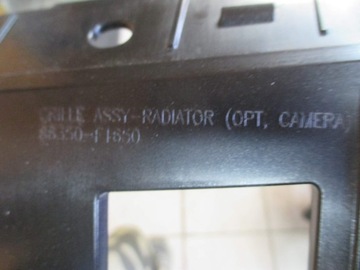 GRILLE ASSY-RADIATOR (OPT, CAMERA)
86350-F1650